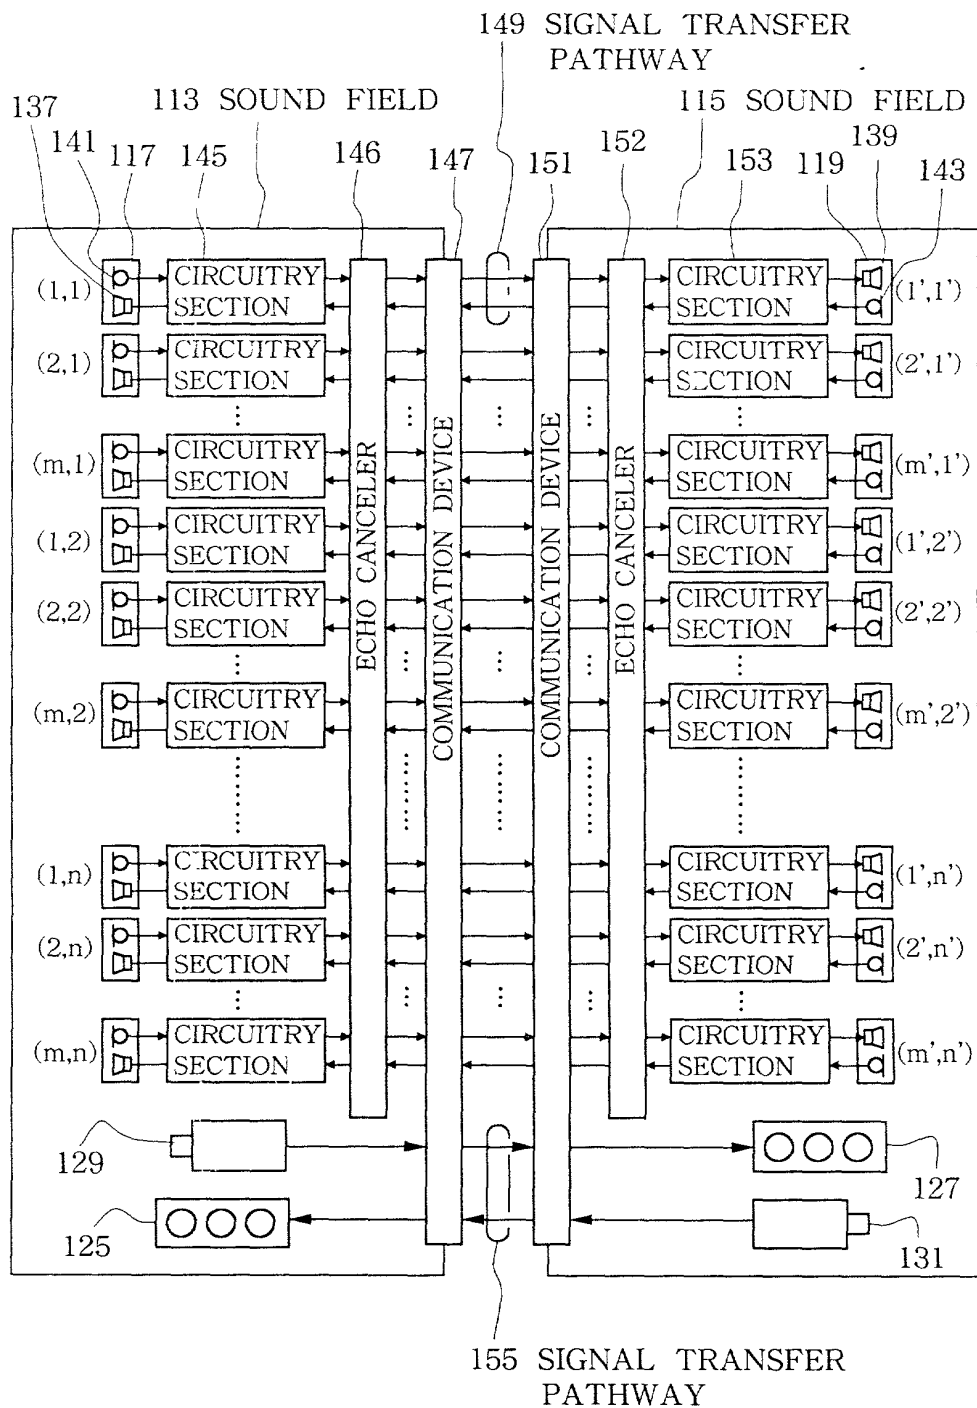 149 SIGNAL TRANSFER
PATHWAY
113 SOUND FIELD
115 SOUND FIELD
137
141
117
145
146
147
151
152
153
119
139
143
(1,1)
CIRCUITRY
SECTION
CIRCUITRY
SECTION
(1',1')
(2,1)
CIRCUITRY
SECTION
CIRCUITRY
SECTION
(2',1')
(m,1)
CIRCUITRY
SECTION
CIRCUITRY
SECTION
(m',1')
(1,2)
CIRCUITRY
SECTION
CIRCUITRY
SECTION
(1',2')
(2,2)
CIRCUITRY
SECTION
CIRCUITRY
SECTION
(2',2')
(m,2)
CIRCUITRY
SECTION
CIRCUITRY
SECTION
(m',2')
(1,n)
CIRCUITRY
SECTION
CIRCUITRY
SECTION
(1',n')
(2,n)
CIRCUITRY
SECTION
CIRCUITRY
SECTION
(2',n')
(m,n)
CIRCUITRY
SECTION
CIRCUITRY
SECTION
(m',n')
ECHO CANCELER
COMMUNICATION DEVICE
COMMUNICATION DEVICE
ECHO CANCELER
129
127
125
131
155 SIGNAL TRANSFER
PATHWAY